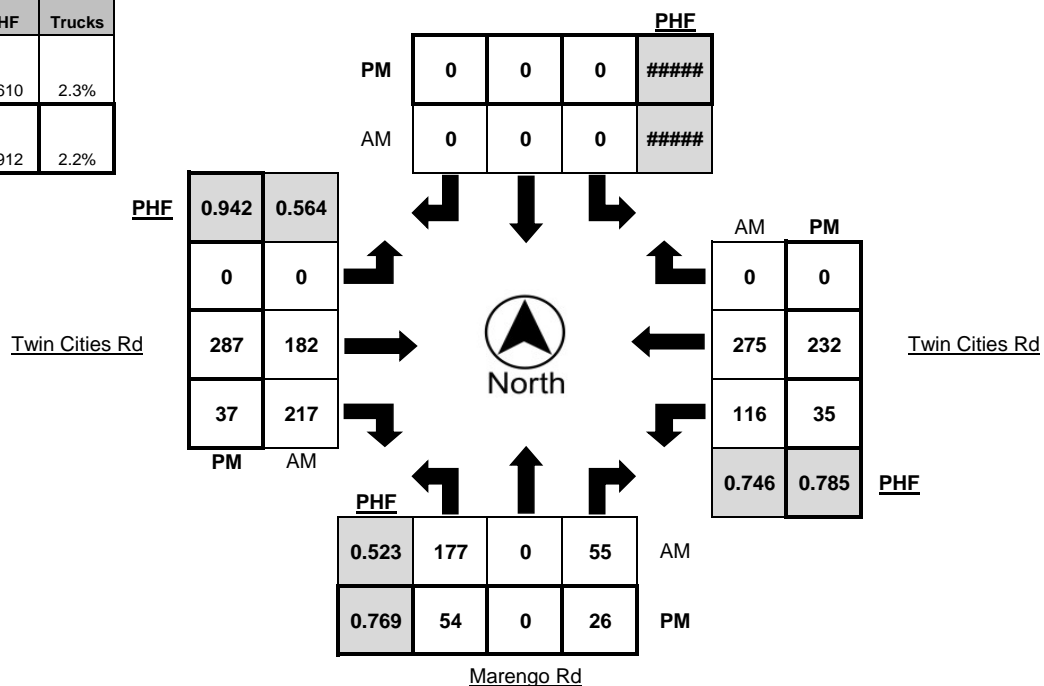 HF Trucks
610 2.3%
912 2.2%
PHF
PM 0 0 0 #####
AM 0 0 0 #####
PHF 0.942 0.564
0 0
Twin Cities Rd 287 182
37 217
PM AM
North
AM PM
0 0
275 232 Twin Cities Rd
116 35
0.746 0.785 PHF
PHF
0.523 177 0 55 AM
0.769 54 0 26 PM
Marengo Rd